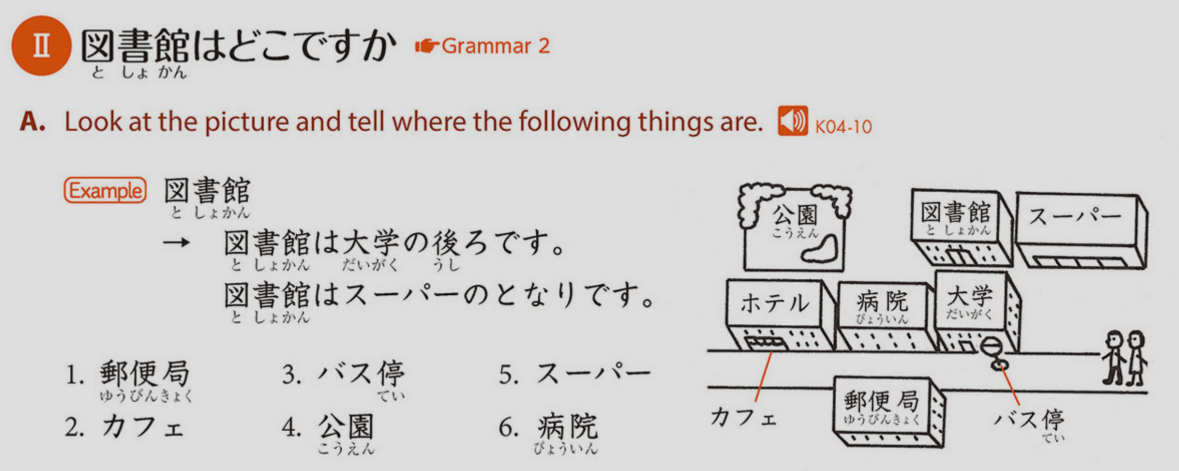 II 図書館はどこですか Grammar 2
と しょ かん
A. Look at the picture and tell where the following things are. K04-10
Example 図書館
と しょかん
→ 図書館は大学の後ろです。
と しょかん だいがく うし
図書館はスーパーのとなりです。
と しょかん
1. 郵便局
ゆうびんきょく
2. カフェ
3. バス停
てい
4. 公園
こうえん
5. スーパー
6. 病院
びょういん
公園
こうえん
図書館
と しょかん
スーパー
ホテル
病院
びょういん
大学
だいがく
カフェ
郵便局
ゆうびんきょく
バス停
てい